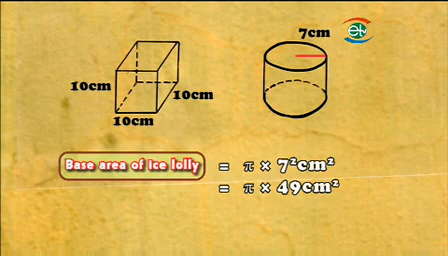 7cm
10cm
10cm
10cm
Base area of ice lolly = π × 7²cm²
= π × 49cm²